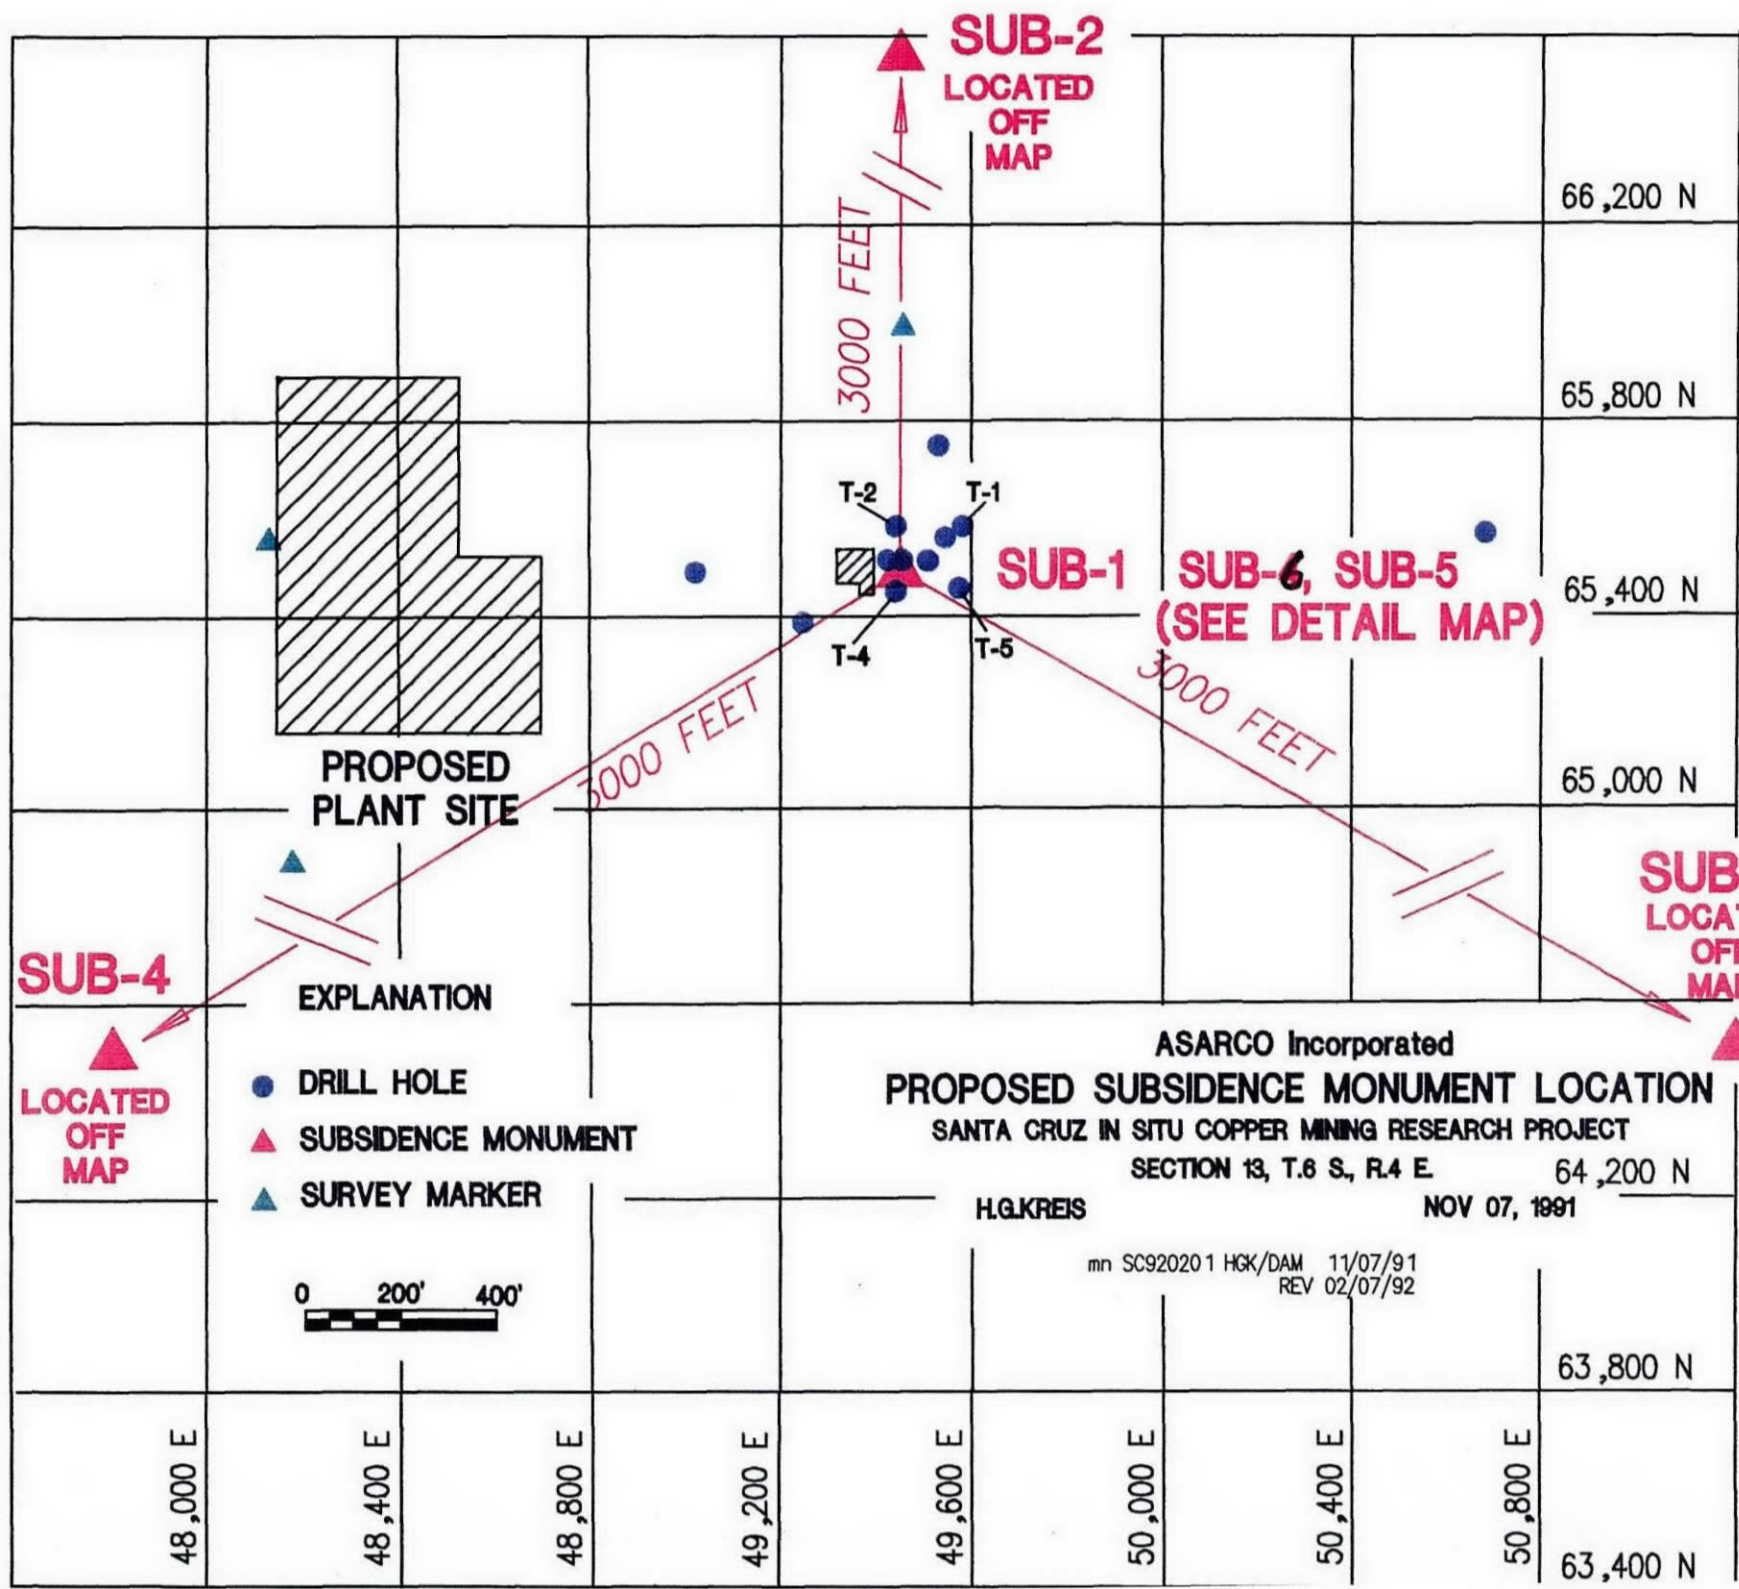 SUB-2
LOCATED
OFF
MAP
66,200 N
3000 FEET
65,800 N
T-2
T-1
SUB-1
SUB-6, SUB-5
(SEE DETAIL MAP)
65,400 N
T-4
T-5
3000 FEET
3000 FEET
PROPOSED
PLANT SITE
65,000 N
SUB
LOCAT
OFF
MAP
SUB-4
LOCATED
OFF
MAP
EXPLANATION
DRILL HOLE
SUBSIDENCE MONUMENT
SURVEY MARKER
0 200' 400'
ASARCO Incorporated
PROPOSED SUBSIDENCE MONUMENT LOCATION
SANTA CRUZ IN SITU COPPER MINING RESEARCH PROJECT
SECTION 13, T.6 S., R.4 E.
64,200 N
H.G.KREIS
NOV 07, 1991
mn SC920201 HGK/DAM 11/07/91
REV 02/07/92
63,800 N
48,000 E
48,400 E
48,800 E
49,200 E
49,600 E
50,000 E
50,400 E
50,800 E
63,400 N